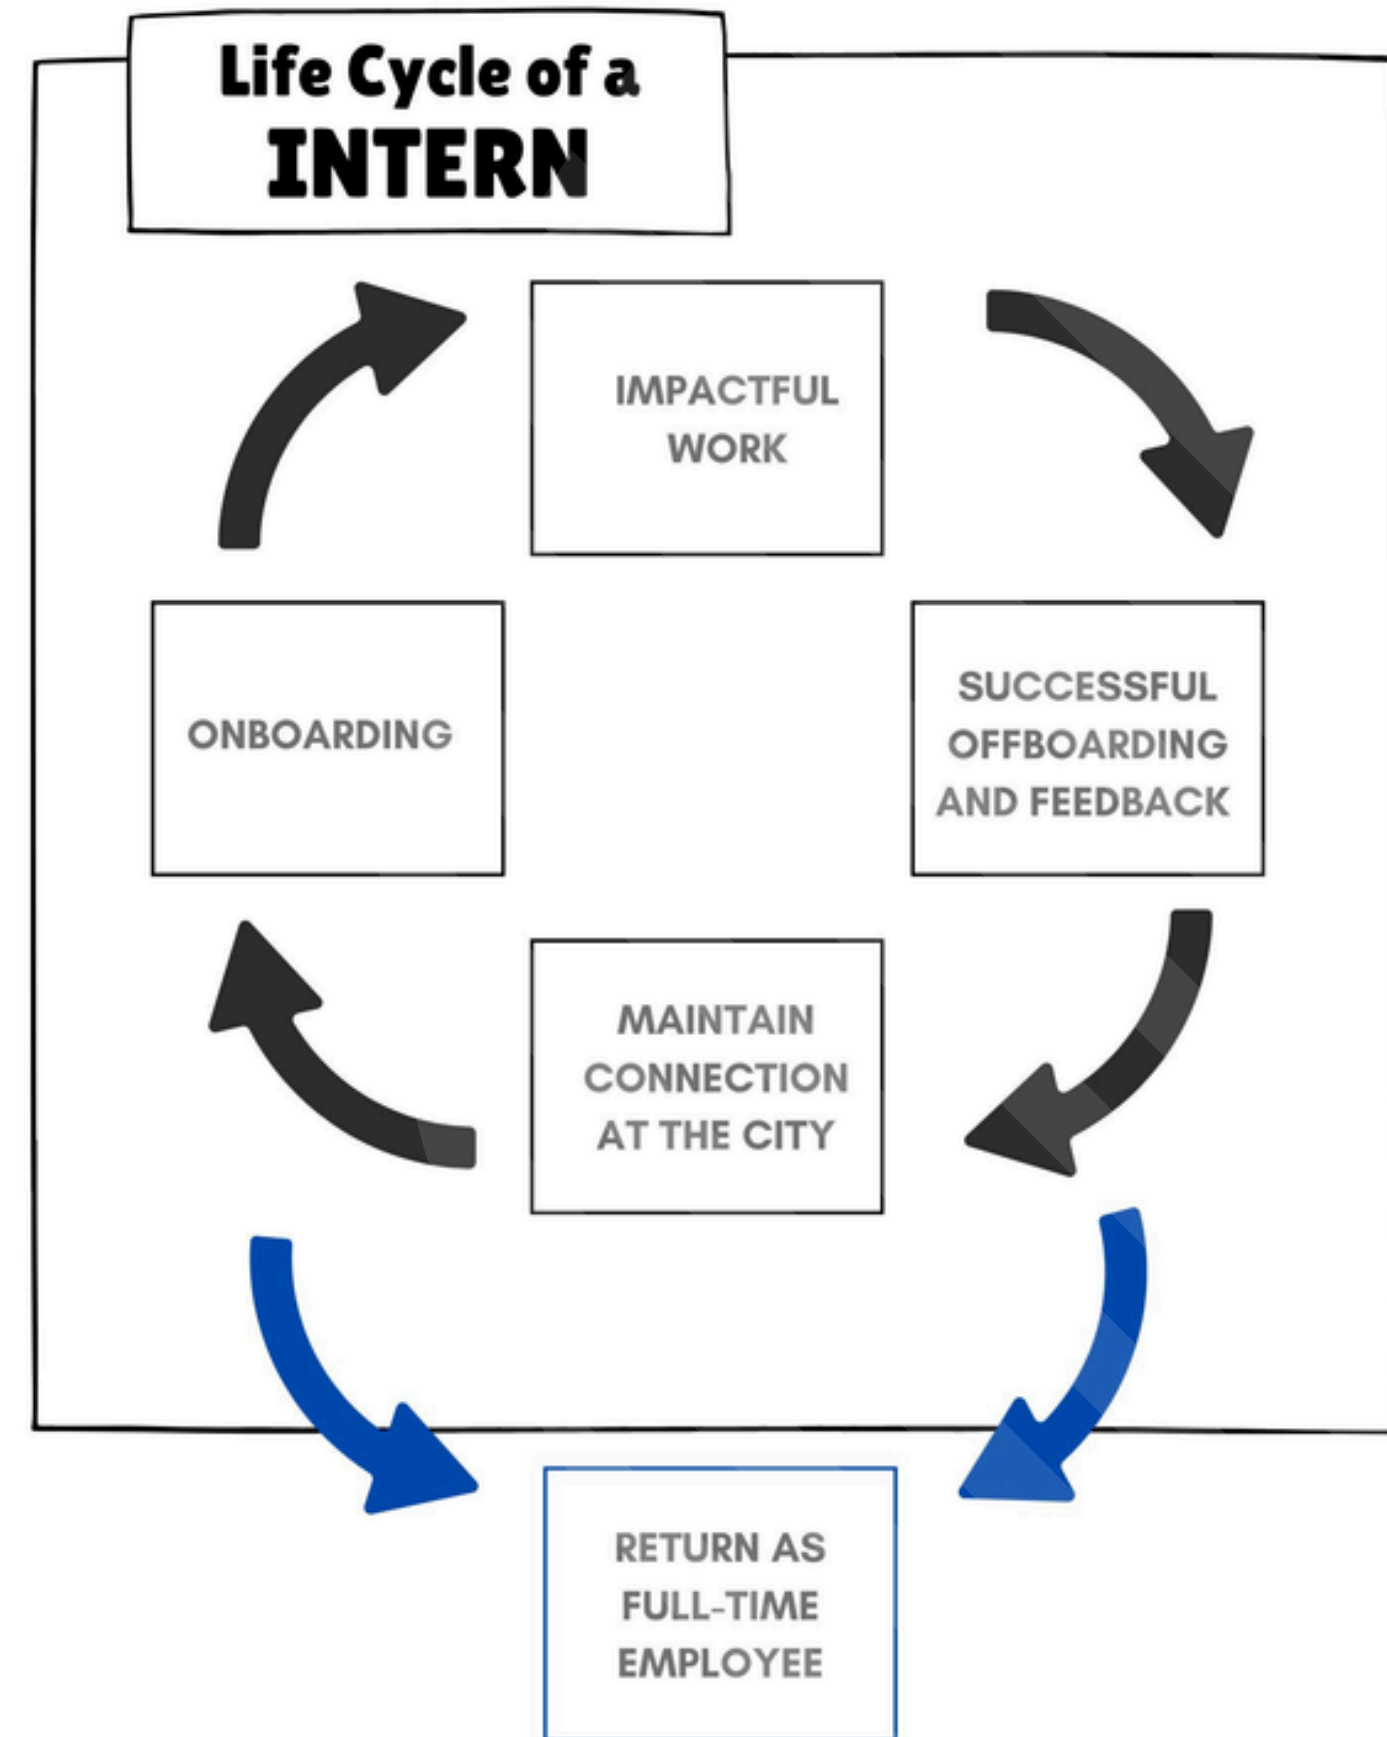 Life Cycle of a
INTERN
IMPACTFUL
WORK
ONBOARDING
SUCCESSFUL
OFFBOARDING
AND FEEDBACK
MAINTAIN
CONNECTION
AT THE CITY
RETURN AS
FULL-TIME
EMPLOYEE